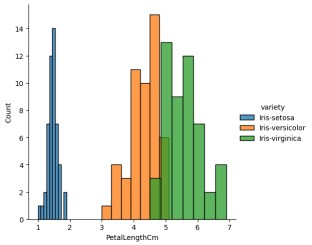 14
12
10
8
6
4
2
0
Count
1
2
3
4
5
6
7
PetalLengthCm
variety
Iris-setosa
Iris-versicolor
Iris-virginica